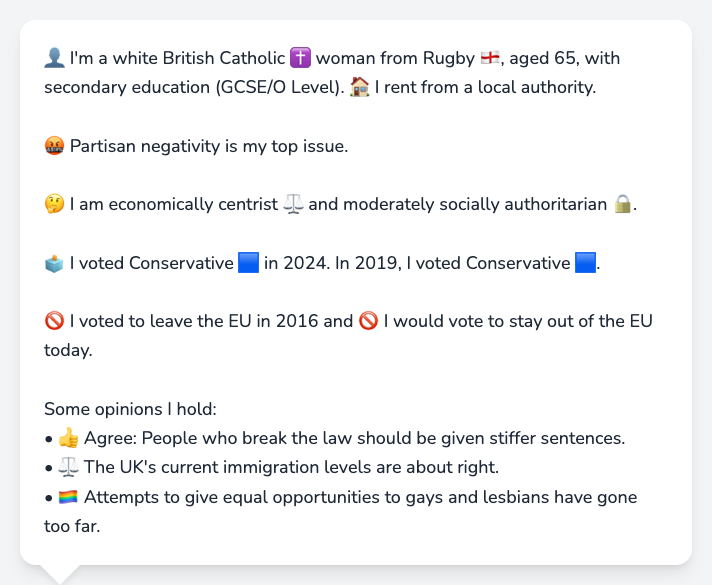 👤 I'm a white British Catholic ✝️ woman from Rugby 🏴󠁧󠁢󠁥󠁮󠁧󠁿, aged 65, with
secondary education (GCSE/O Level). 🏠 I rent from a local authority.
🤬 Partisan negativity is my top issue.
🤔 I am economically centrist ⚖️ and moderately socially authoritarian 🔒.
🗳️ I voted Conservative 🟦 in 2024. In 2019, I voted Conservative 🟦.
🚫 I voted to leave the EU in 2016 and 🚫 I would vote to stay out of the EU
today.
Some opinions I hold:
• 👍 Agree: People who break the law should be given stiffer sentences.
• ⚖️ The UK's current immigration levels are about right.
• 🏳️‍🌈 Attempts to give equal opportunities to gays and lesbians have gone
too far.